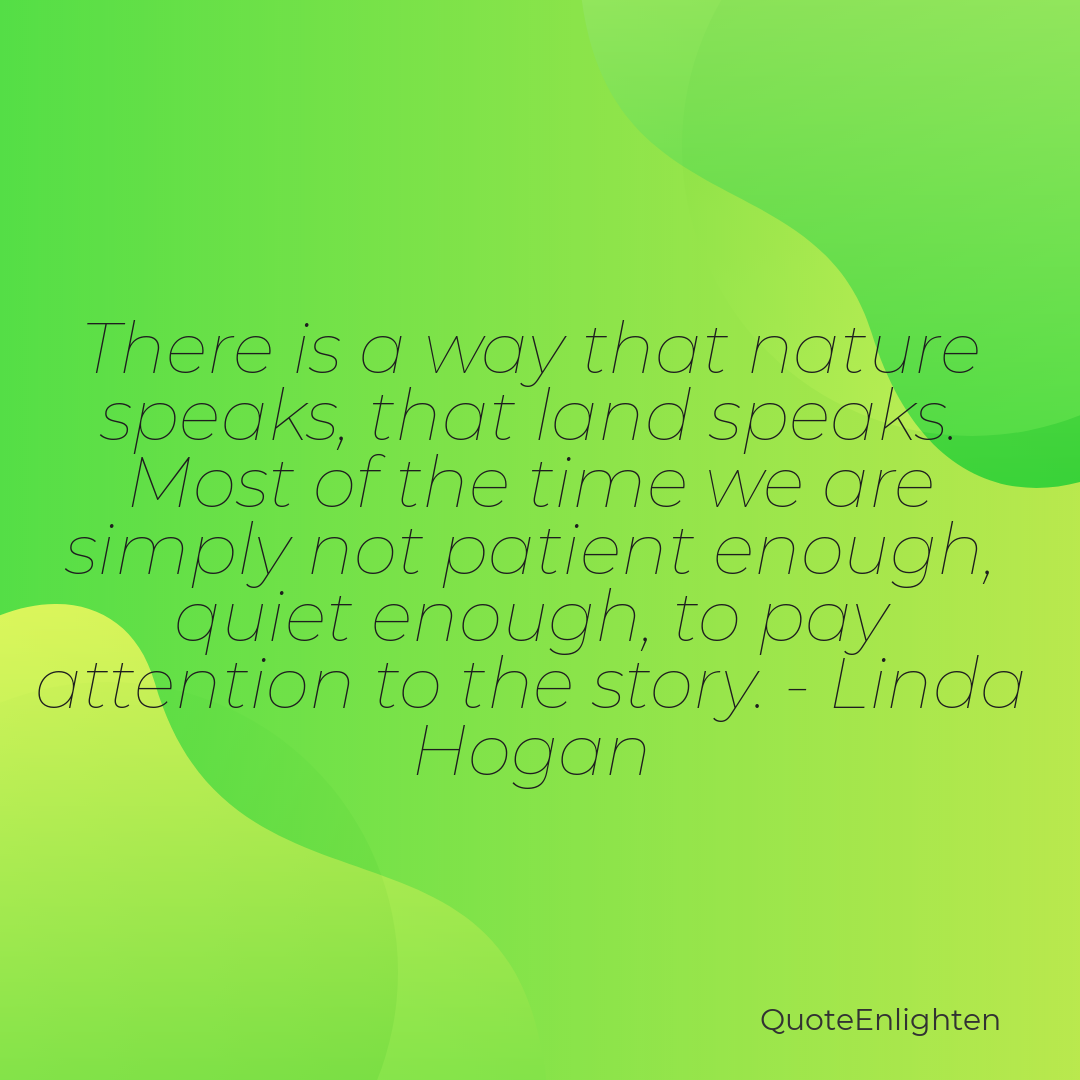 There is a way that nature
speaks, that land speaks.
Most of the time we are
simply not patient enough,
quiet enough, to pay
attention to the story. - Linda
Hogan
QuoteEnlighten